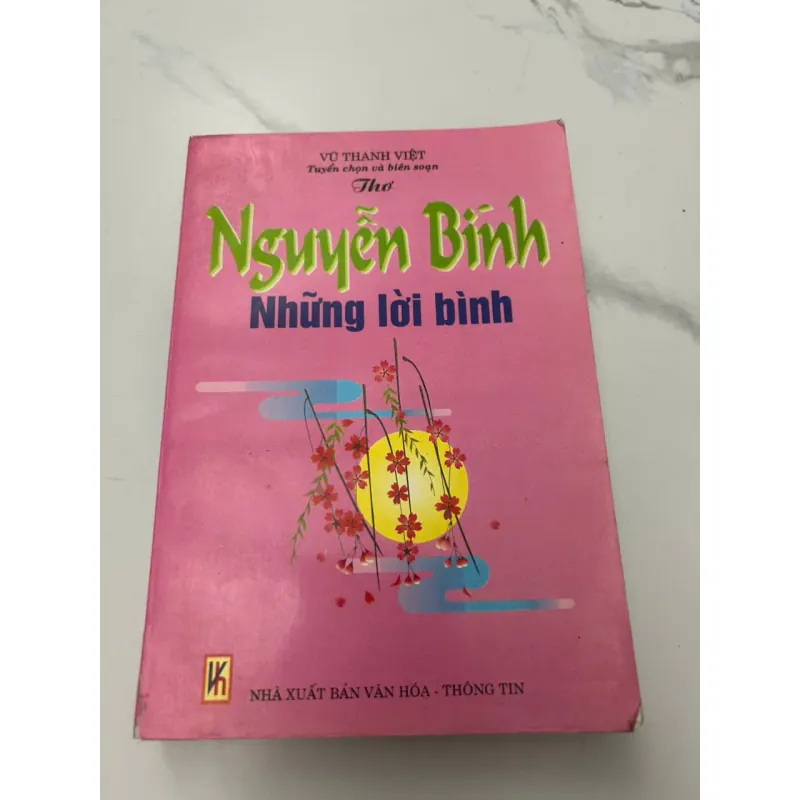 VŨ THANH VIỆT
Tuyển chọn và biên soạn
Thơ
Nguyễn Bính
Những lời bình
NHÀ XUẤT BẢN VĂN HÓA - THÔNG TIN